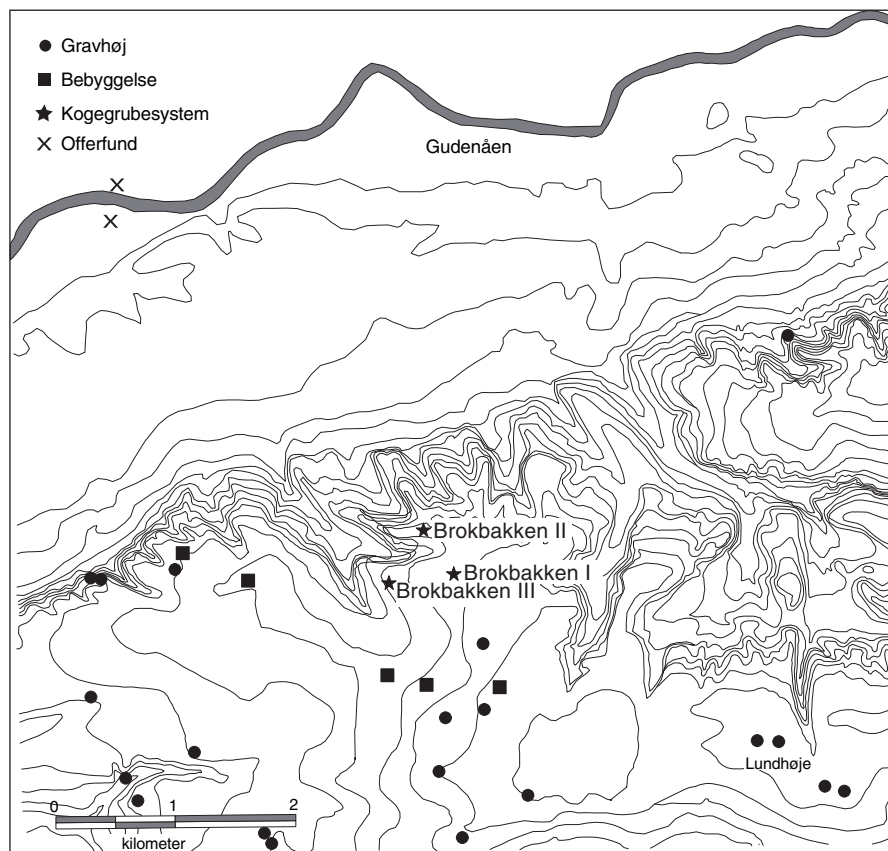 Gravhøj
Bebyggelse
Kogegrubesystem
Offerfund
Gudenåen
Brokbakken II
Brokbakken I
Brokbakken III
Lundhøje
0 1 2
kilometer